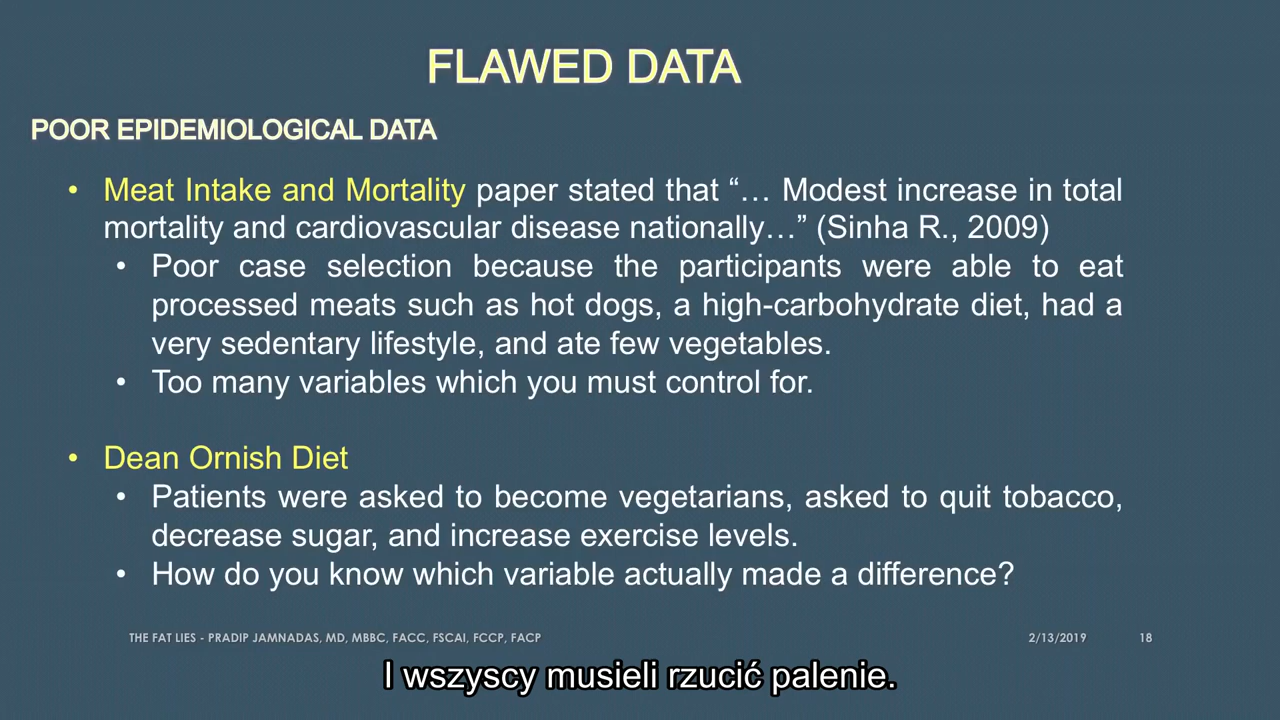 FLAWED DATA
POOR EPIDEMIOLOGICAL DATA
• Meat Intake and Mortality paper stated that “… Modest increase in total
mortality and cardiovascular disease nationally…” (Sinha R., 2009)
• Poor case selection because the participants were able to eat
processed meats such as hot dogs, a high-carbohydrate diet, had a
very sedentary lifestyle, and ate few vegetables.
• Too many variables which you must control for.
• Dean Ornish Diet
• Patients were asked to become vegetarians, asked to quit tobacco,
decrease sugar, and increase exercise levels.
• How do you know which variable actually made a difference?
THE FAT LIES - PRADIP JAMNADAS, MD, MBBC, FACC, FSCAI, FCCP, FACP 2/13/2019 18
I wszyscy musieli rzucić palenie.